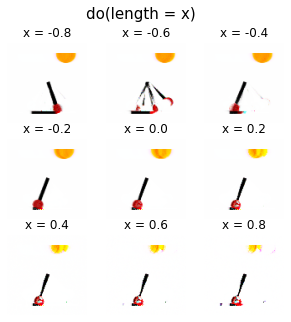 do(length = x)
x = -0.8 x = -0.6 x = -0.4
x = -0.2 x = 0.0 x = 0.2
x = 0.4 x = 0.6 x = 0.8